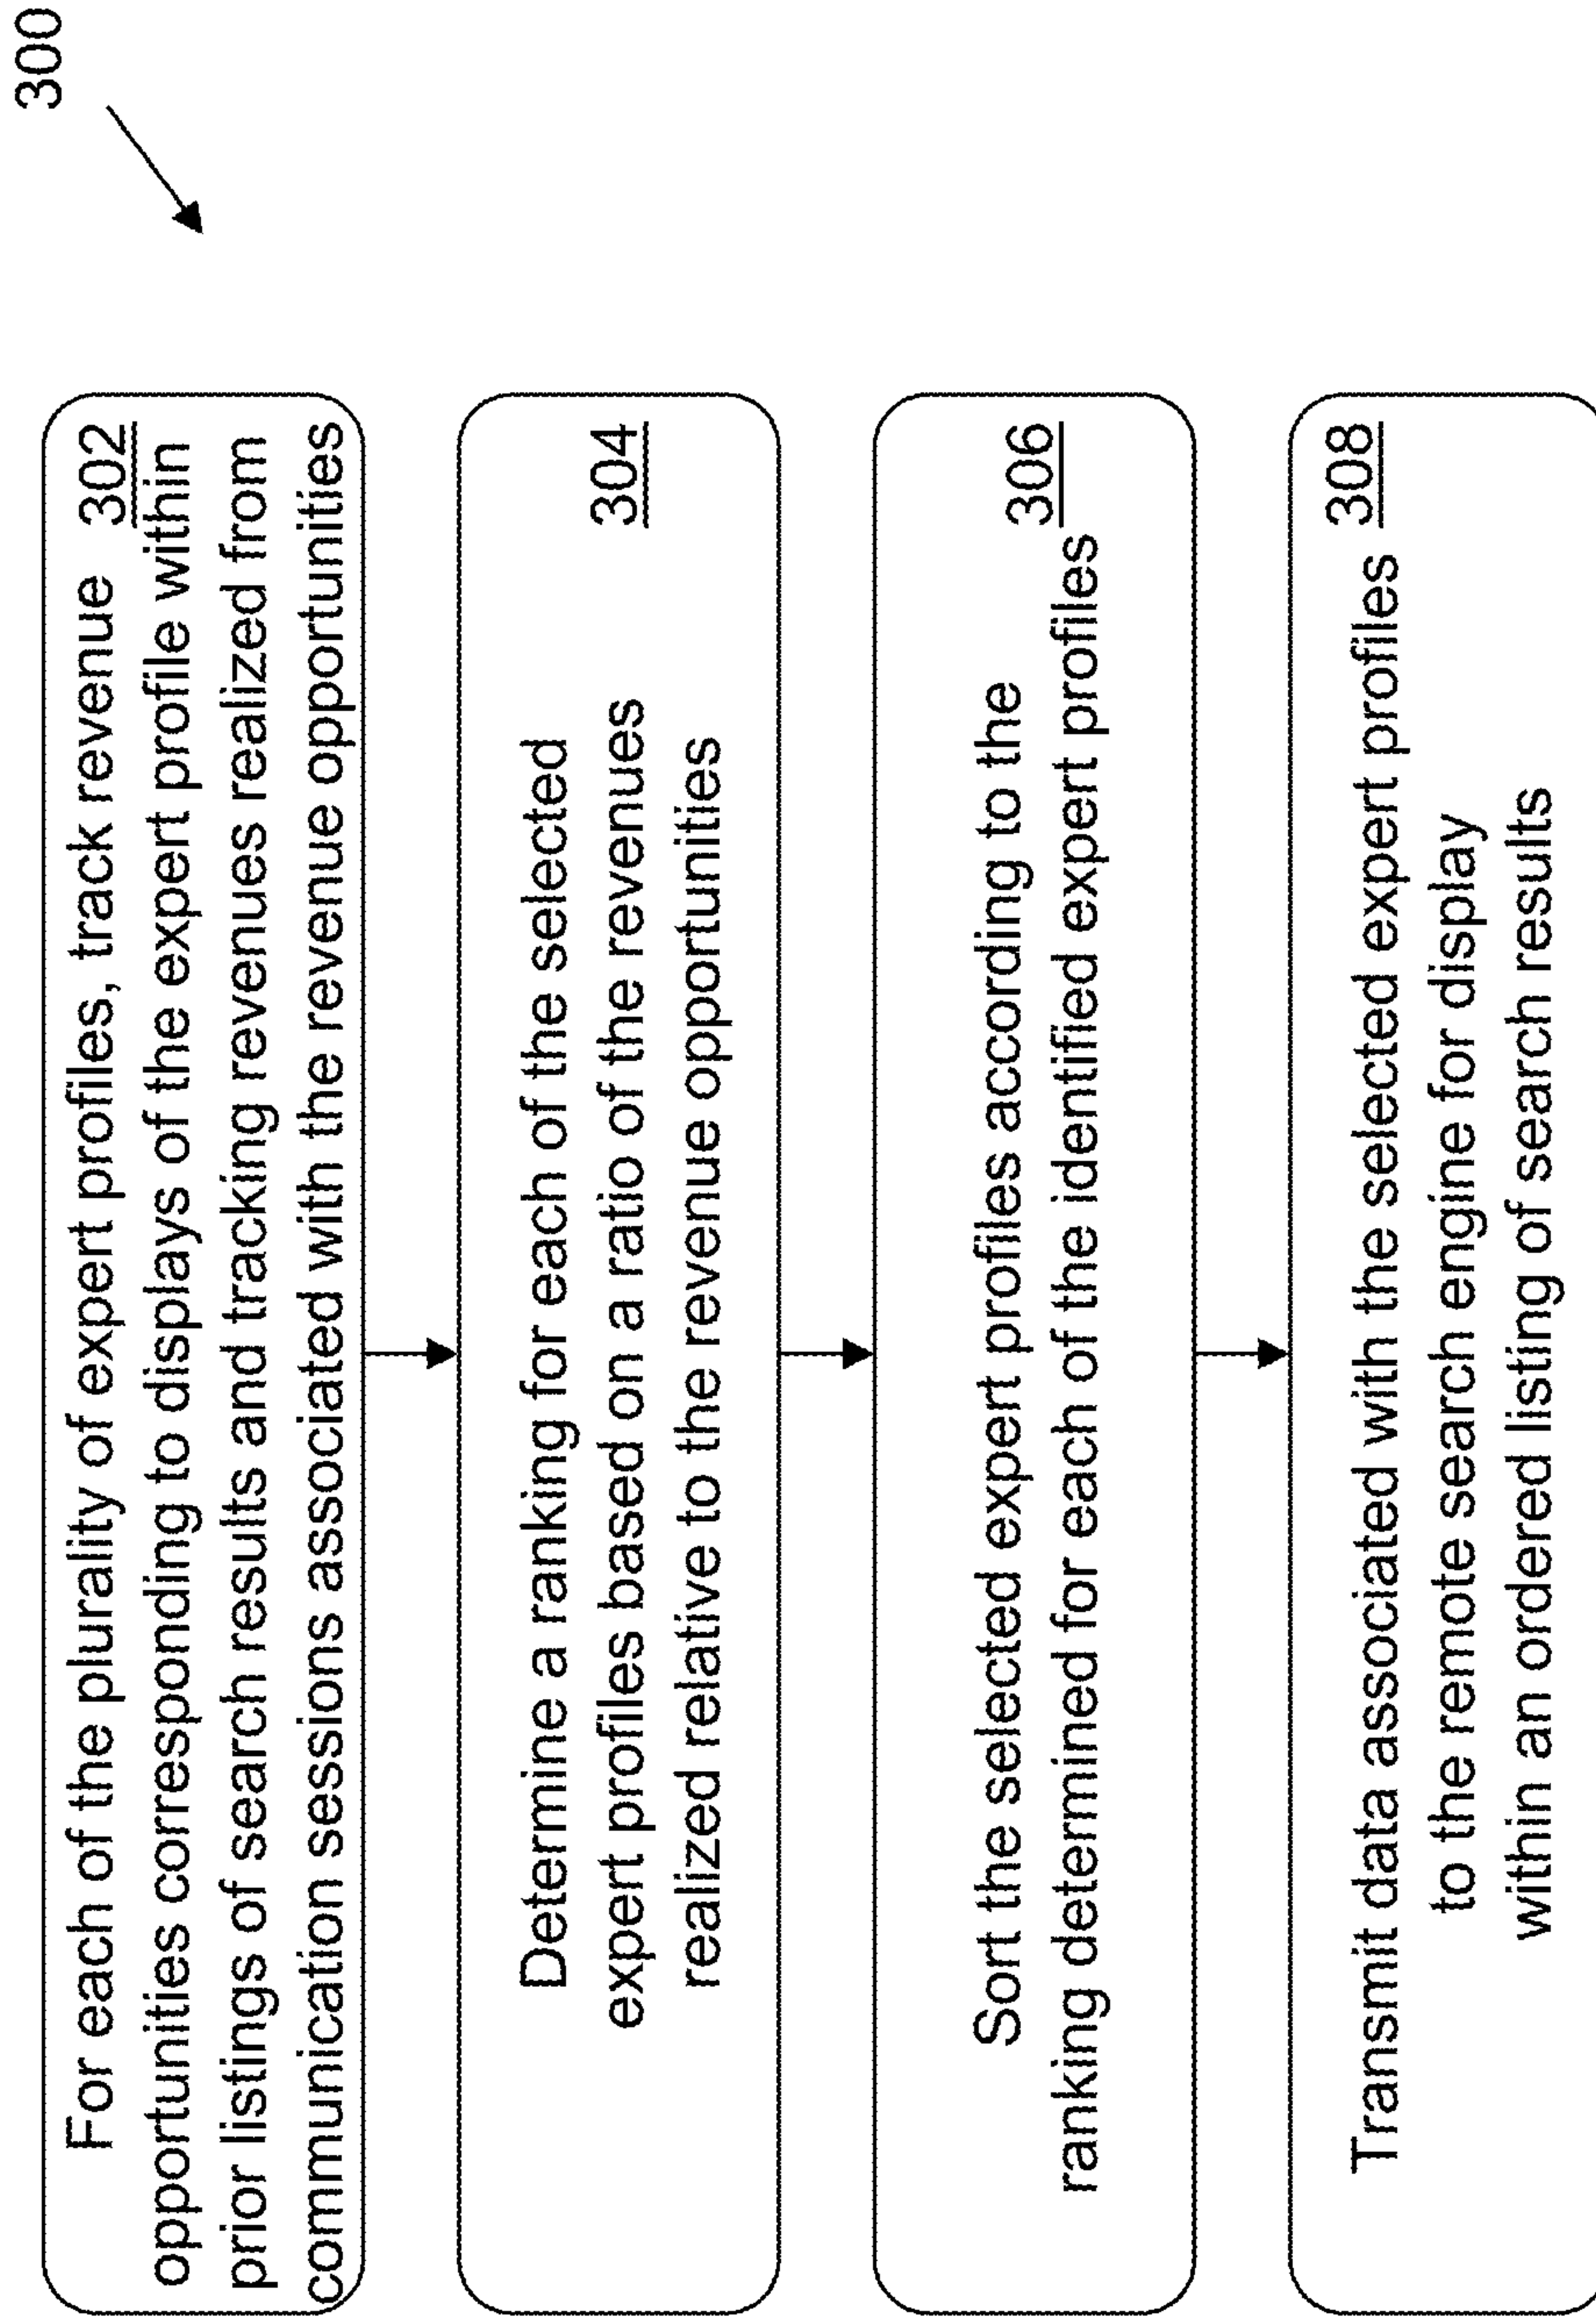 300
For each of the plurality of expert profiles, track revenue 302
opportunities corresponding to displays of the expert profile within
prior listings of search results and tracking revenues realized from
communication sessions associated with the revenue opportunities
304
Determine a ranking for each of the selected
expert profiles based on a ratio of the revenues
realized relative to the revenue opportunities
306
Sort the selected expert profiles according to the
ranking determined for each of the identified expert profiles
308
Transmit data associated with the selected expert profiles
to the remote search engine for display
within an ordered listing of search results